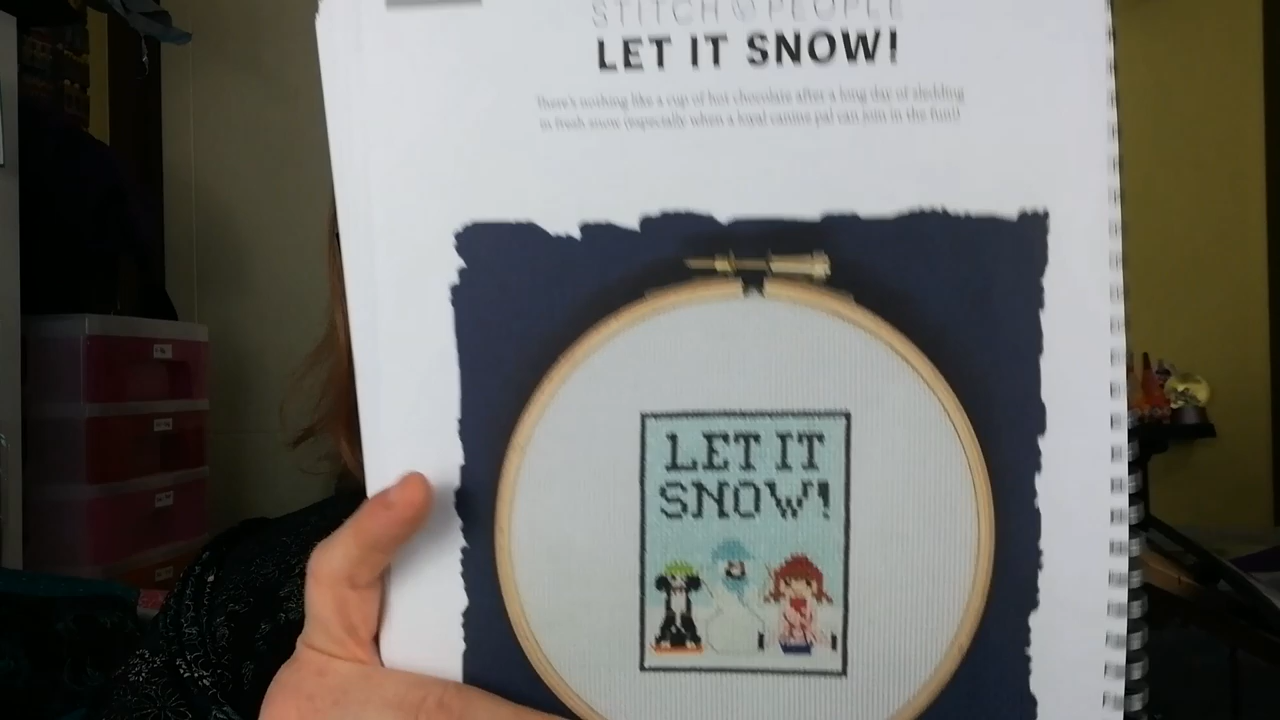 STITCH PEOPLE
LET IT SNOW!
There's nothing like a cup of hot chocolate after a long day of sledding
in fresh snow (especially when a loyal canine pal can join in the fun!)
LET IT
SNOW!